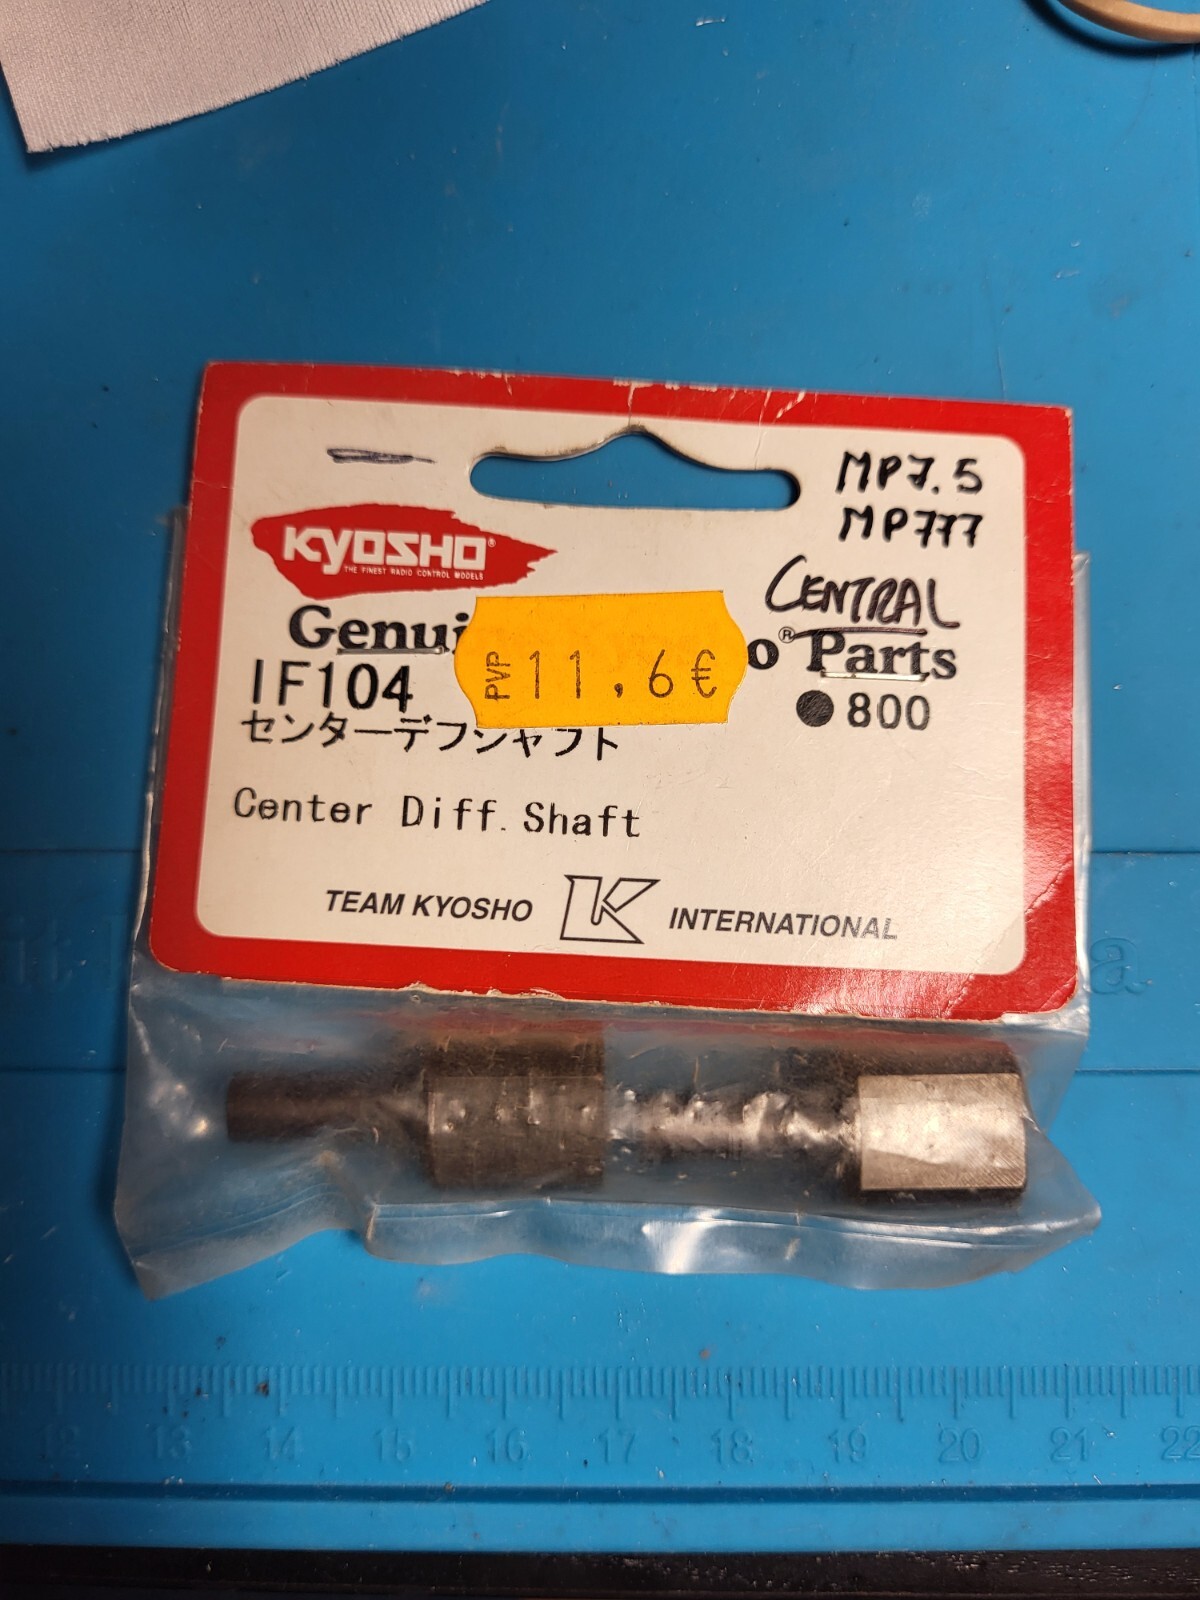 MP7.5
MP777
CENTRAL
KYOSHO®
THE FINEST RADIO CONTROL MODELS
Genui
o® Parts
PVP 11,6€
IF104
●800
センターデフシャフト
Center Diff.Shaft
TEAM KYOSHO K INTERNATIONAL
a
12 13 14 15 16 17 18 19 20 21 22